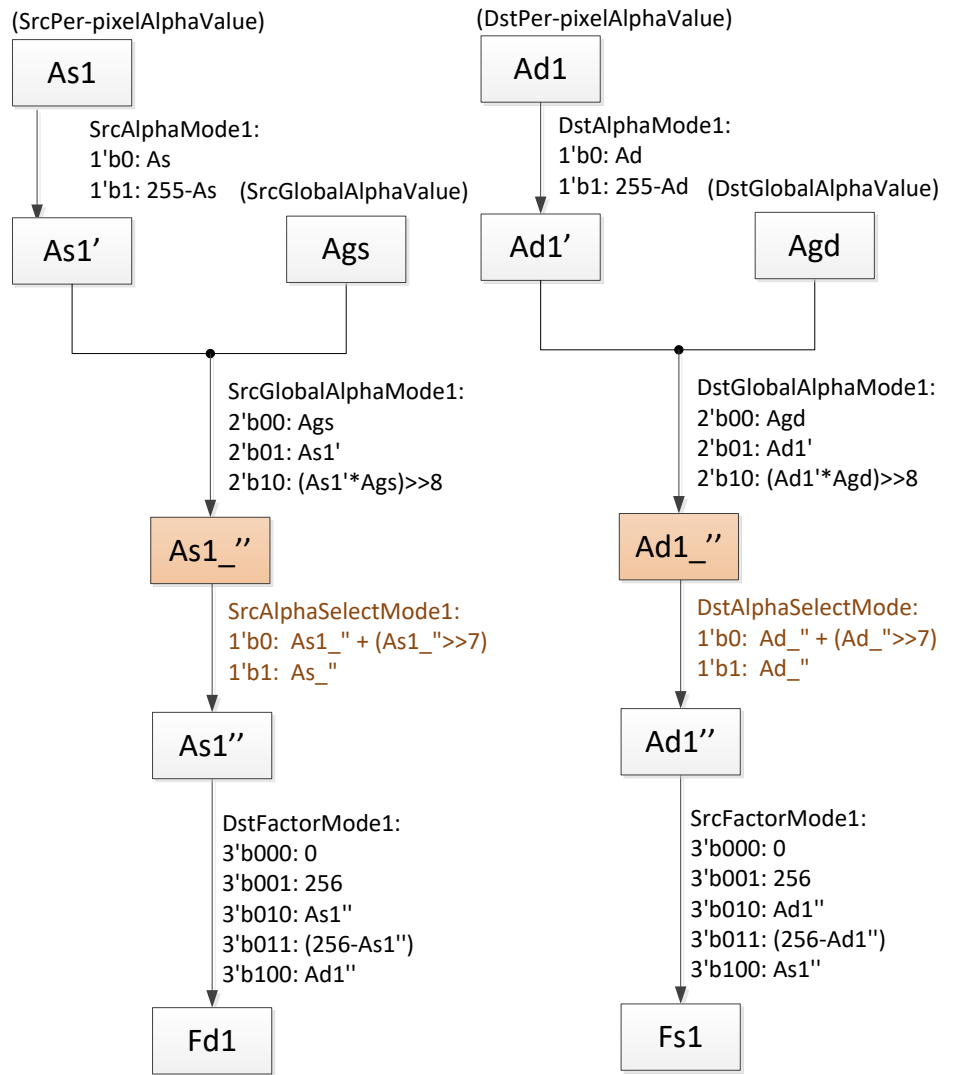 (SrcPer-pixelAlphaValue)
As1
SrcAlphaMode1:
1'b0: As
1'b1: 255-As
(SrcGlobalAlphaValue)
As1’
Ags
SrcGlobalAlphaMode1:
2'b00: Ags
2'b01: As1'
2'b10: (As1'*Ags)>>8
As1_’’
SrcAlphaSelectMode1:
1'b0:  As1_" + (As1_">>7)
1'b1:  As_"
As1’’
DstFactorMode1:
3'b000: 0
3'b001: 256
3'b010: As1''
3'b011: (256-As1'')
3'b100: Ad1''
Fd1
(DstPer-pixelAlphaValue)
Ad1
DstAlphaMode1:
1'b0: Ad
1'b1: 255-Ad
(DstGlobalAlphaValue)
Ad1’
Agd
DstGlobalAlphaMode1:
2'b00: Agd
2'b01: Ad1'
2'b10: (Ad1'*Agd)>>8
Ad1_’’
DstAlphaSelectMode:
1'b0:  Ad_" + (Ad_">>7)
1'b1:  Ad_"
Ad1’’
SrcFactorMode1:
3'b000: 0
3'b001: 256
3'b010: Ad1''
3'b011: (256-Ad1'')
3'b100: As1''
Fs1